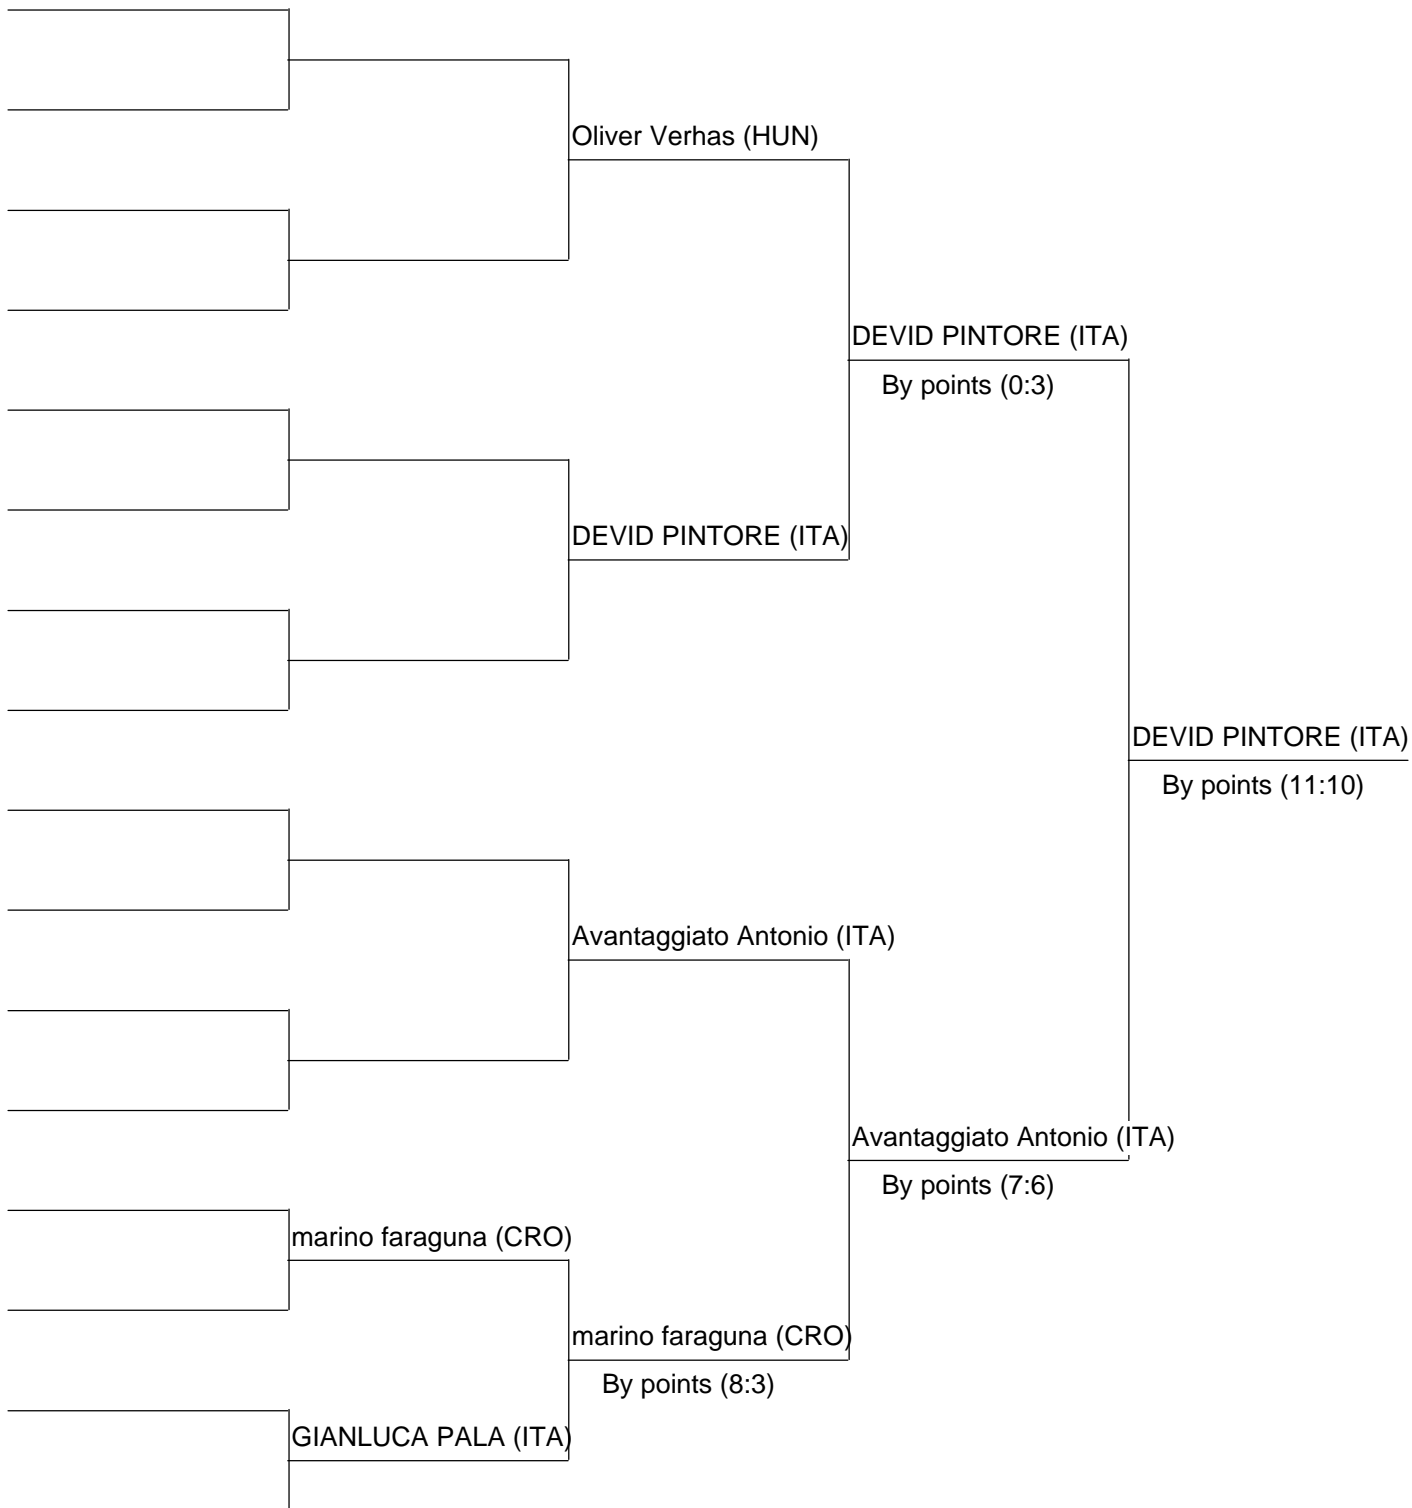 Oliver Verhas (HUN)
DEVID PINTORE (ITA)
By points (0:3)
DEVID PINTORE (ITA)
DEVID PINTORE (ITA)
By points (11:10)
Avantaggiato Antonio (ITA)
Avantaggiato Antonio (ITA)
By points (7:6)
marino faraguna (CRO)
marino faraguna (CRO)
By points (8:3)
GIANLUCA PALA (ITA)